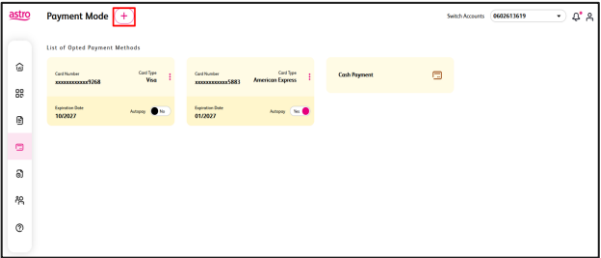 astro
Payment Mode +
Switch Accounts 0602613619
List of Opted Payment Methods
Card Number Card Type
xxxxxxxxxxxx9268 Visa
Expiration Date Autopay No
10/2027
Card Number Card Type
xxxxxxxxxxx5883 American Express
Expiration Date Autopay Yes
01/2027
Cash Payment